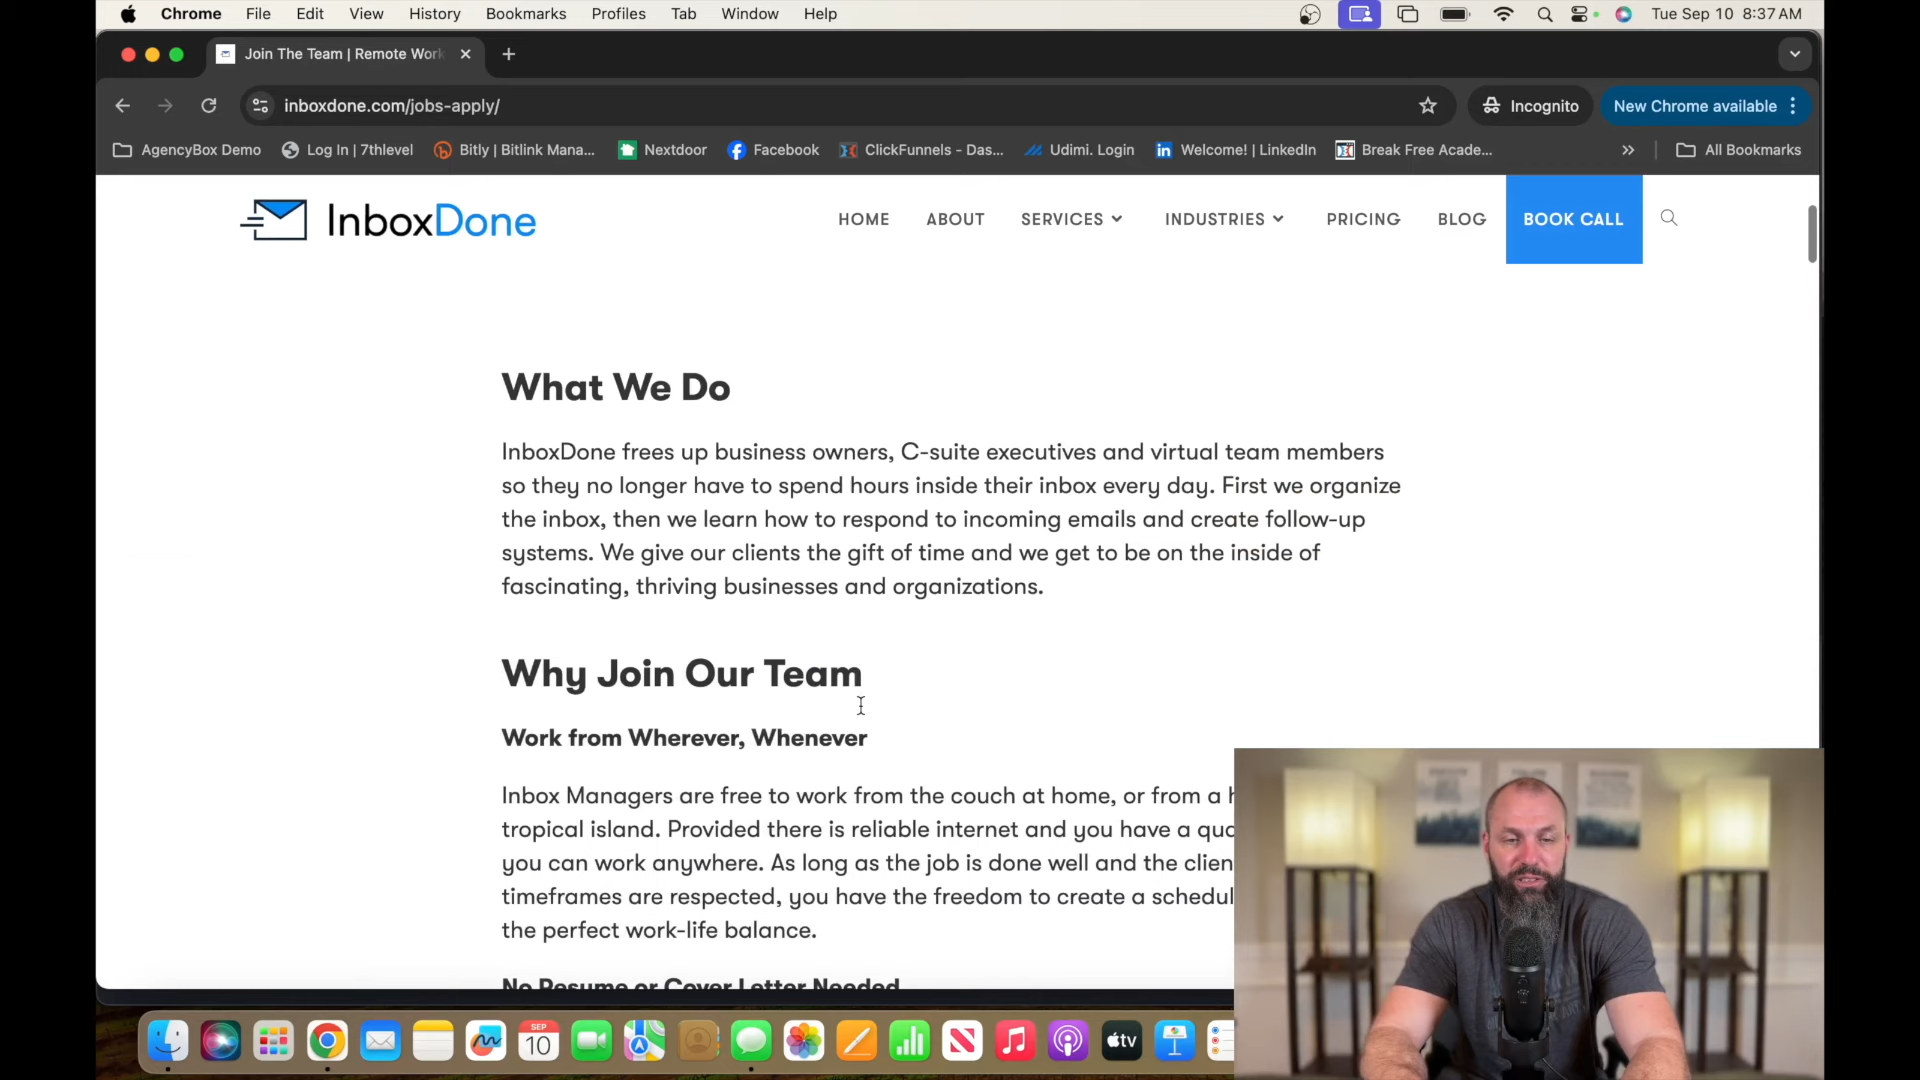 Chrome File Edit View History Bookmarks Profiles Tab Window Help Tue Sep 10 8:37 AM
Join The Team | Remote Work
inboxdone.com/jobs-apply/ Incognito New Chrome available
AgencyBox Demo Log In | 7thlevel Bitly | Bitlink Mana... Nextdoor Facebook ClickFunnels - Das... Udimi. Login Welcome! | LinkedIn Break Free Acade... » All Bookmarks
InboxDone HOME ABOUT SERVICES INDUSTRIES PRICING BLOG BOOK CALL
What We Do
InboxDone frees up business owners, C-suite executives and virtual team members
so they no longer have to spend hours inside their inbox every day. First we organize
the inbox, then we learn how to respond to incoming emails and create follow-up
systems. We give our clients the gift of time and we get to be on the inside of
fascinating, thriving businesses and organizations.
Why Join Our Team
Work from Wherever, Whenever
Inbox Managers are free to work from the couch at home, or from a
tropical island. Provided there is reliable internet and you have a
you can work anywhere. As long as the job is done well and the
timeframes are respected, you have the freedom to create a
the perfect work-life balance.
No Resume or Cover Letter Needed
SEP
10
tv